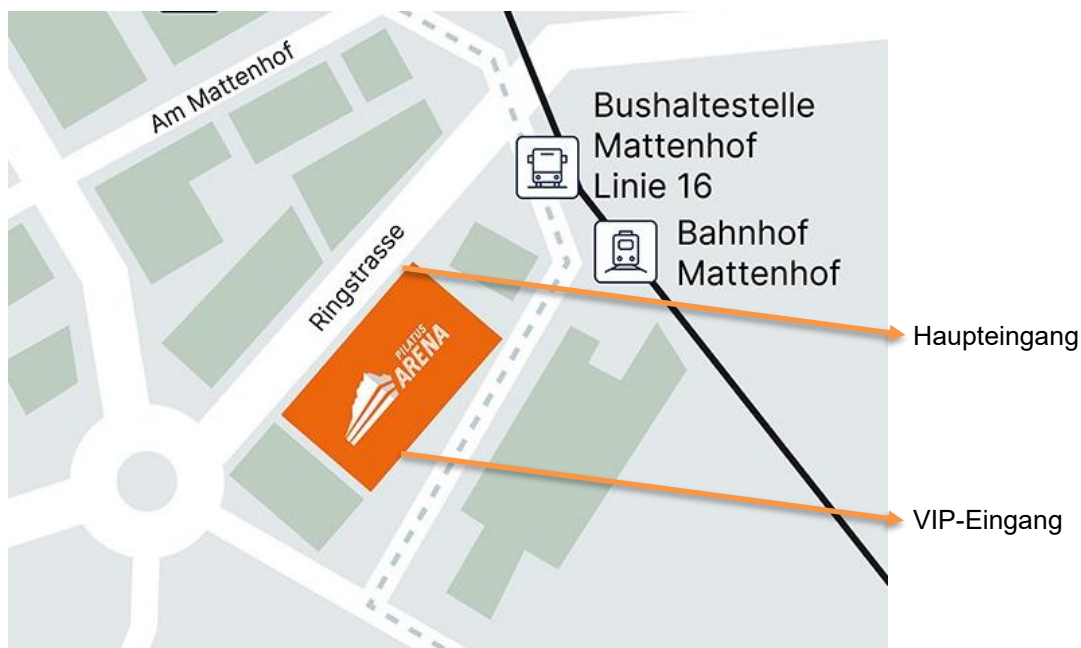 Am Mattenhof
Bushaltestelle
Mattenhof
Linie 16
Bahnhof
Mattenhof
Ringstrasse
PILATUS
ARENA
Haupteingang
VIP-Eingang